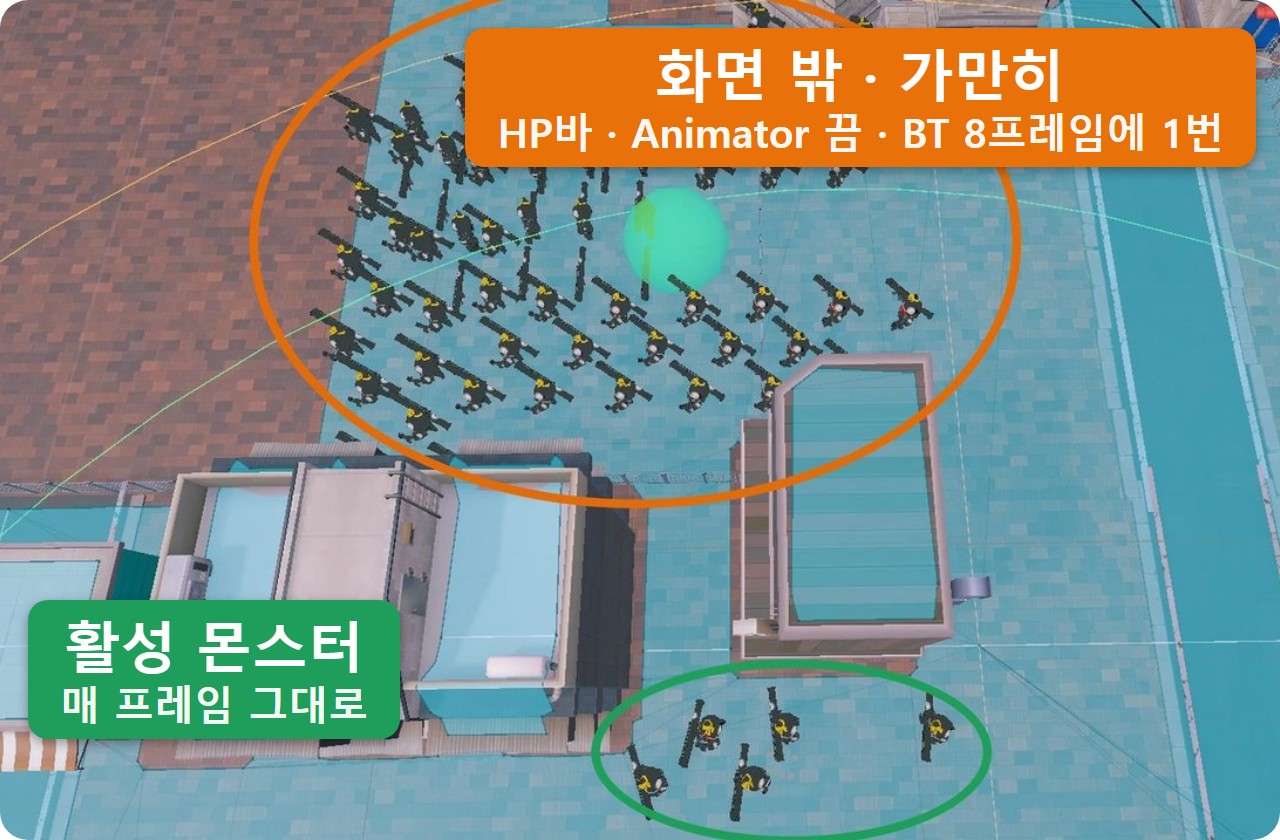 화면 밖 · 가만히
HP바 · Animator 끔 · BT 8프레임에 1번
활성 몬스터
매 프레임 그대로